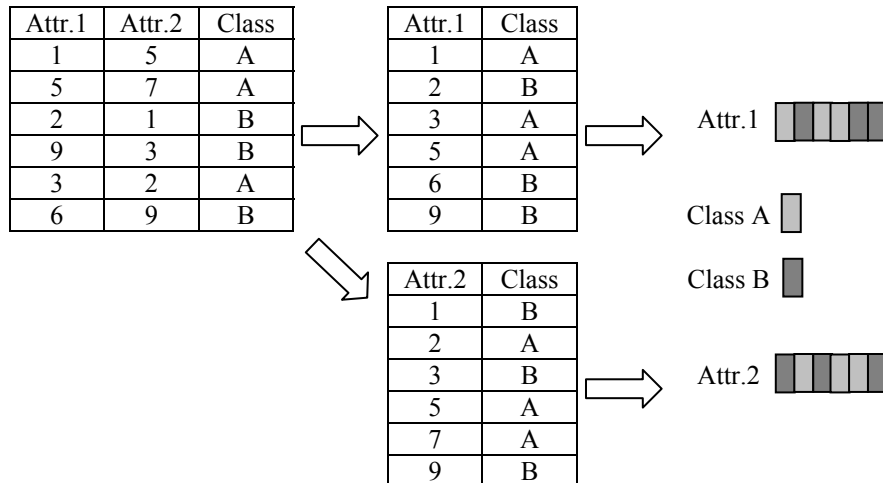 Attr.1 Attr.2 Class
1 5 A
5 7 A
2 1 B
9 3 B
3 2 A
6 9 B
Attr.1 Class
1 A
2 B
3 A
5 A
6 B
9 B
Attr.1
Class A
Class B
Attr.2 Class
1 B
2 A
3 B
5 A
7 A
9 B
Attr.2